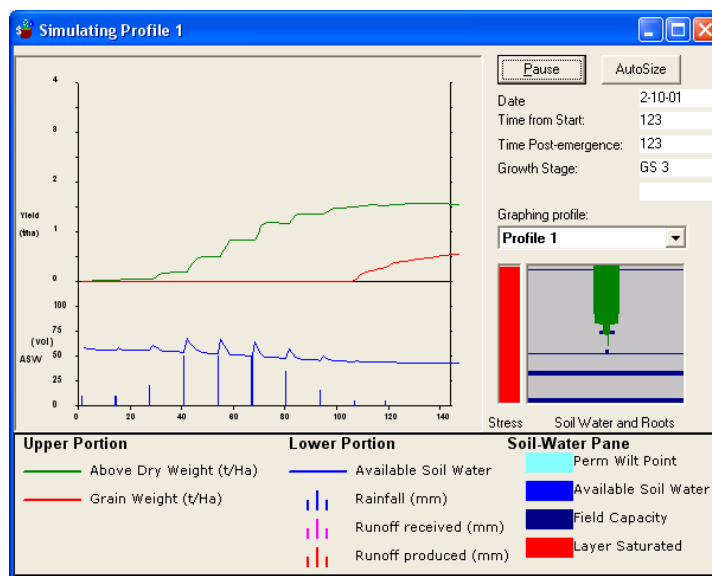 Simulating Profile 1
4
3
2
Yield
1
(t/ha)
0
100
75
(vol)
50
ASW
25
0
0 20 40 60 80 100 120 140
Pause AutoSize
Date 2-10-01
Time from Start: 123
Time Post-emergence: 123
Growth Stage: GS 3
Graphing profile:
Profile 1
Stress Soil Water and Roots
Upper Portion
Above Dry Weight (t/Ha)
Grain Weight (t/Ha)
Lower Portion
Available Soil Water
Rainfall (mm)
Runoff received (mm)
Runoff produced (mm)
Soil-Water Pane
Perm Wilt Point
Available Soil Water
Field Capacity
Layer Saturated